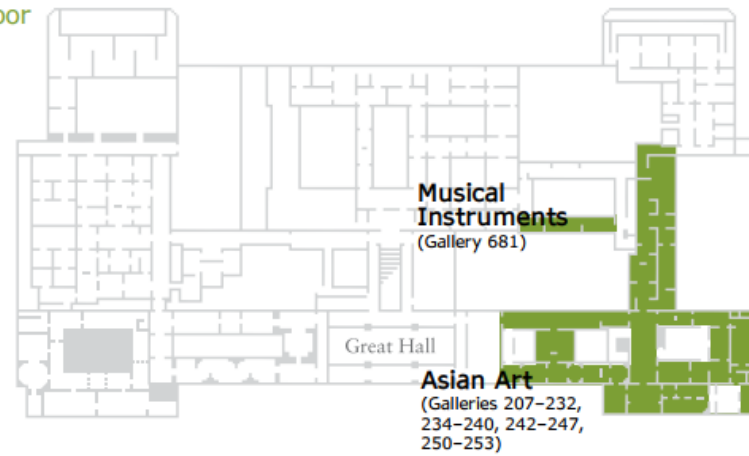 oor
Musical
Instruments
(Gallery 681)
Great Hall
Asian Art
(Galleries 207–232,
234–240, 242–247,
250–253)